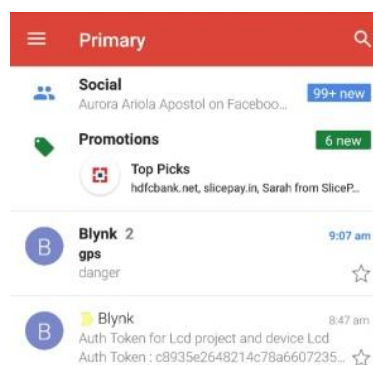 Primary
Social
99+ new
Aurora Ariola Apostol on Faceboo...
Promotions
6 new
Top Picks
hdfcbank.net, slicepay.in, Sarah from SliceP...
B
Blynk 2
9:07 am
gps
danger
B
Blynk
8:47 am
Auth Token for Lcd project and device Lcd
Auth Token : c8935e2648214c78a6607235...